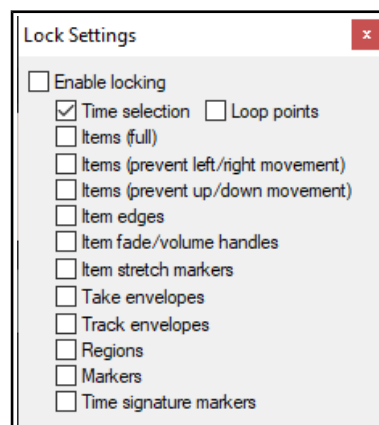 Lock Settings x
Enable locking
Time selection Loop points
Items (full)
Items (prevent left/right movement)
Items (prevent up/down movement)
Item edges
Item fade/volume handles
Item stretch markers
Take envelopes
Track envelopes
Regions
Markers
Time signature markers